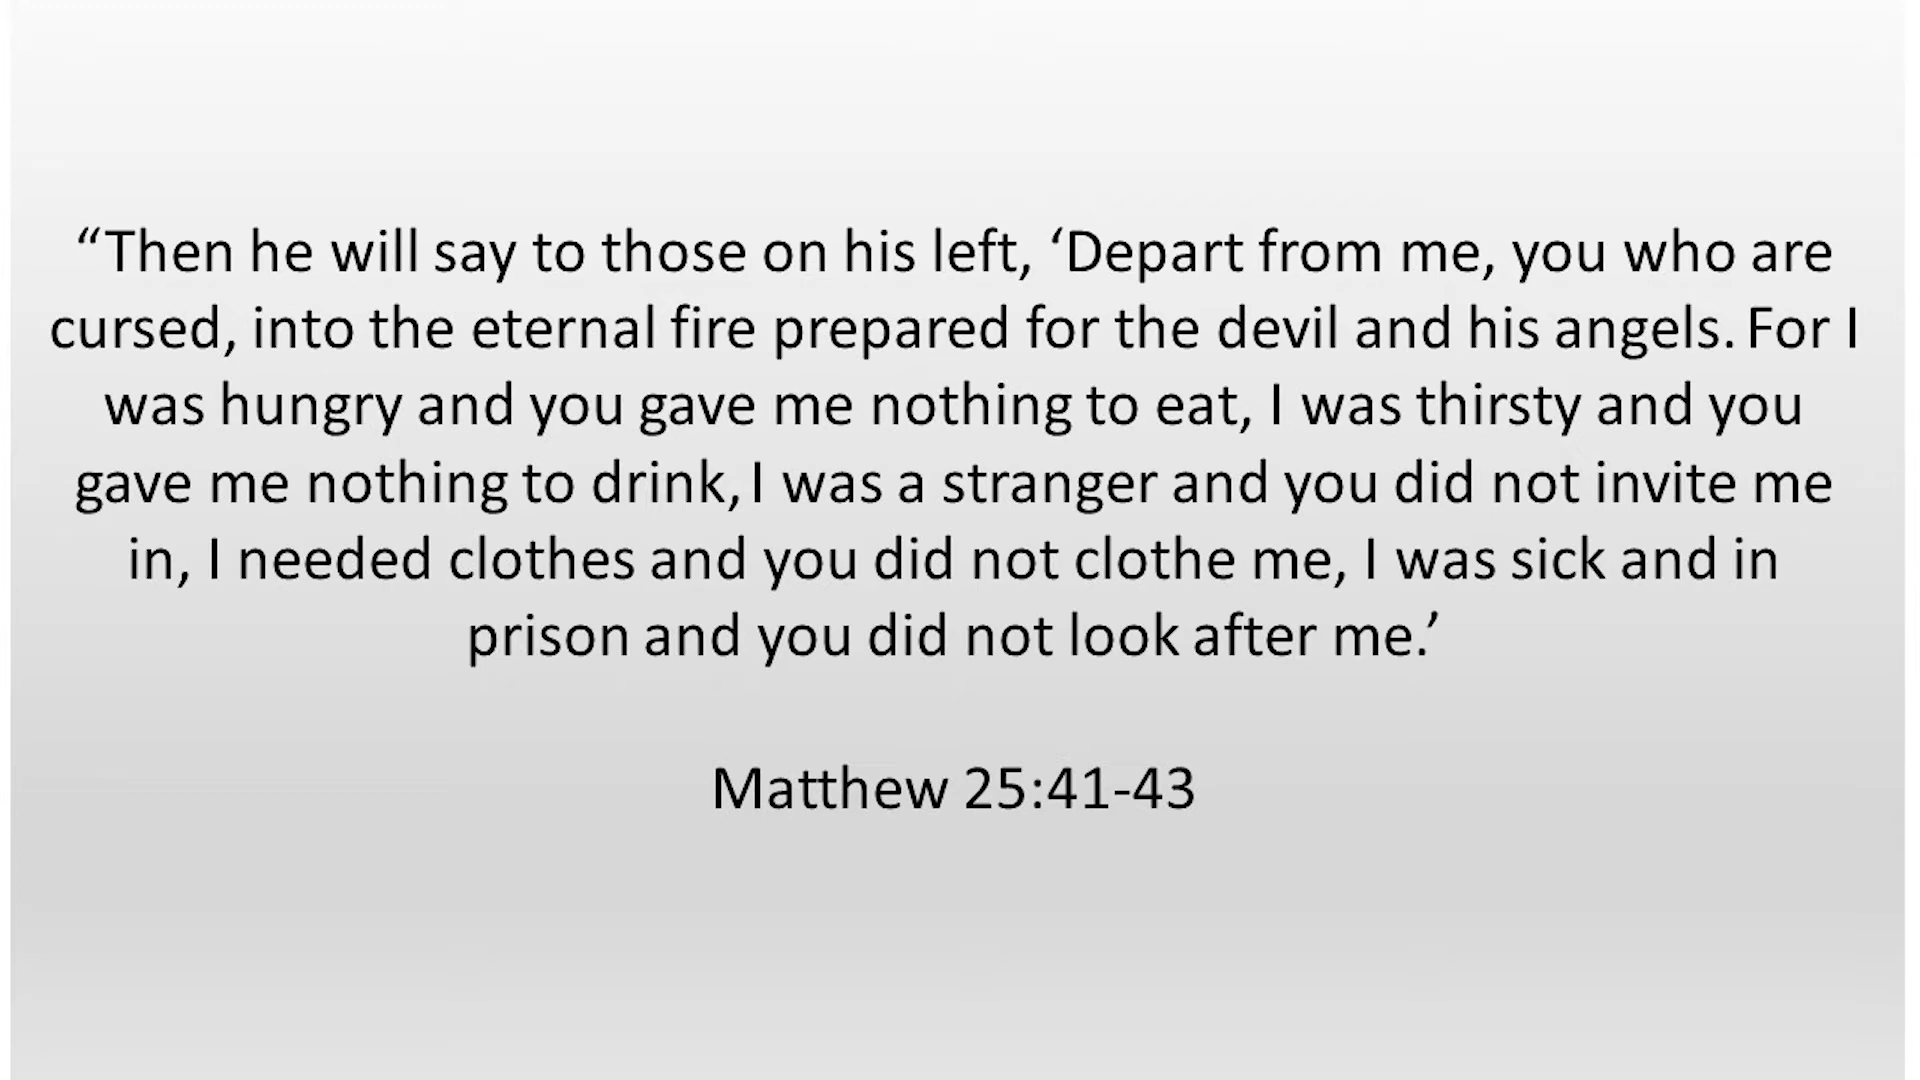 “Then he will say to those on his left, ‘Depart from me, you who are
cursed, into the eternal fire prepared for the devil and his angels. For I
was hungry and you gave me nothing to eat, I was thirsty and you
gave me nothing to drink, I was a stranger and you did not invite me
in, I needed clothes and you did not clothe me, I was sick and in
prison and you did not look after me.’
Matthew 25:41-43